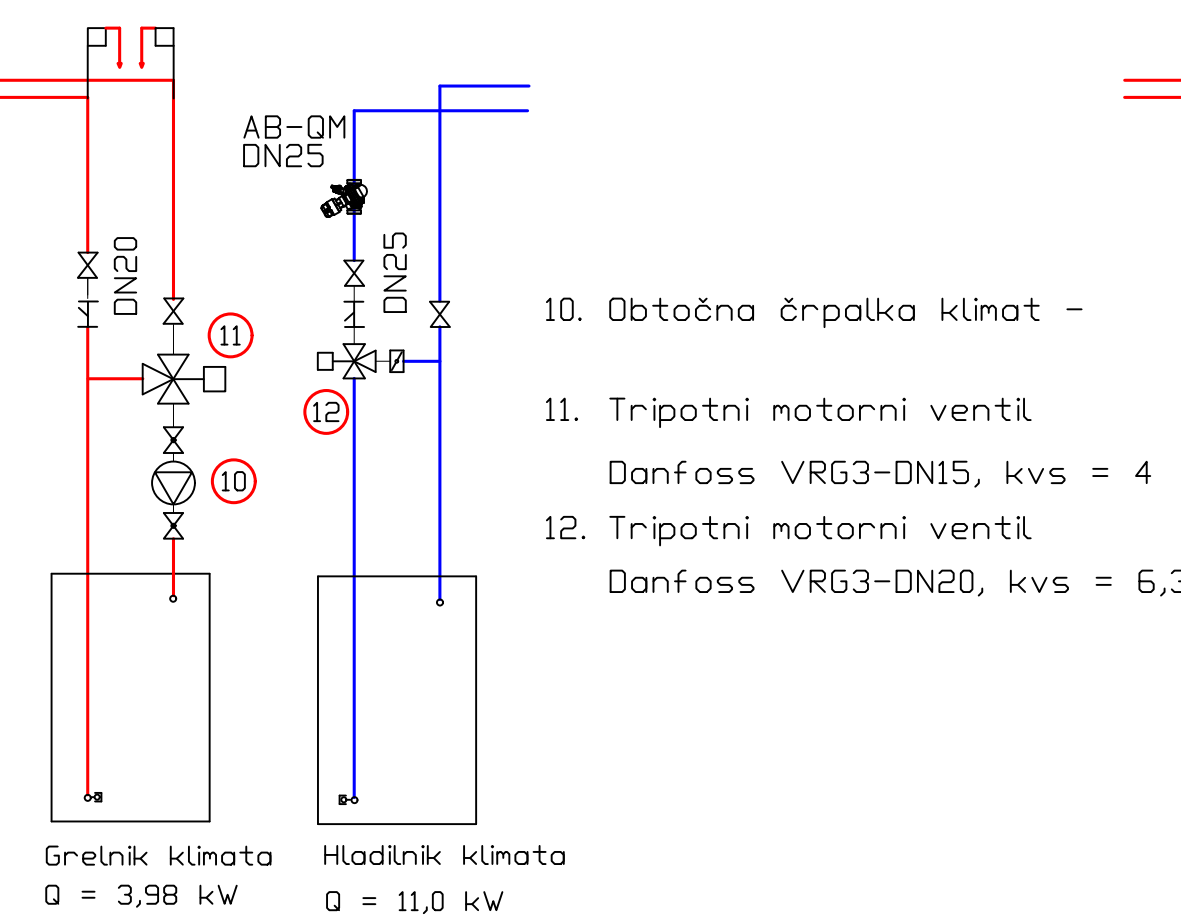 AB-QM
DN25
DN20
DN25
11
12
10
10. Obtočna črpalka klimat -
11. Tripotni motorni ventil
Danfoss VRG3-DN15, kvs = 4
12. Tripotni motorni ventil
Danfoss VRG3-DN20, kvs = 6,3
Grelnik klimata
Q = 3,98 kW
Hladilnik klimata
Q = 11,0 kW